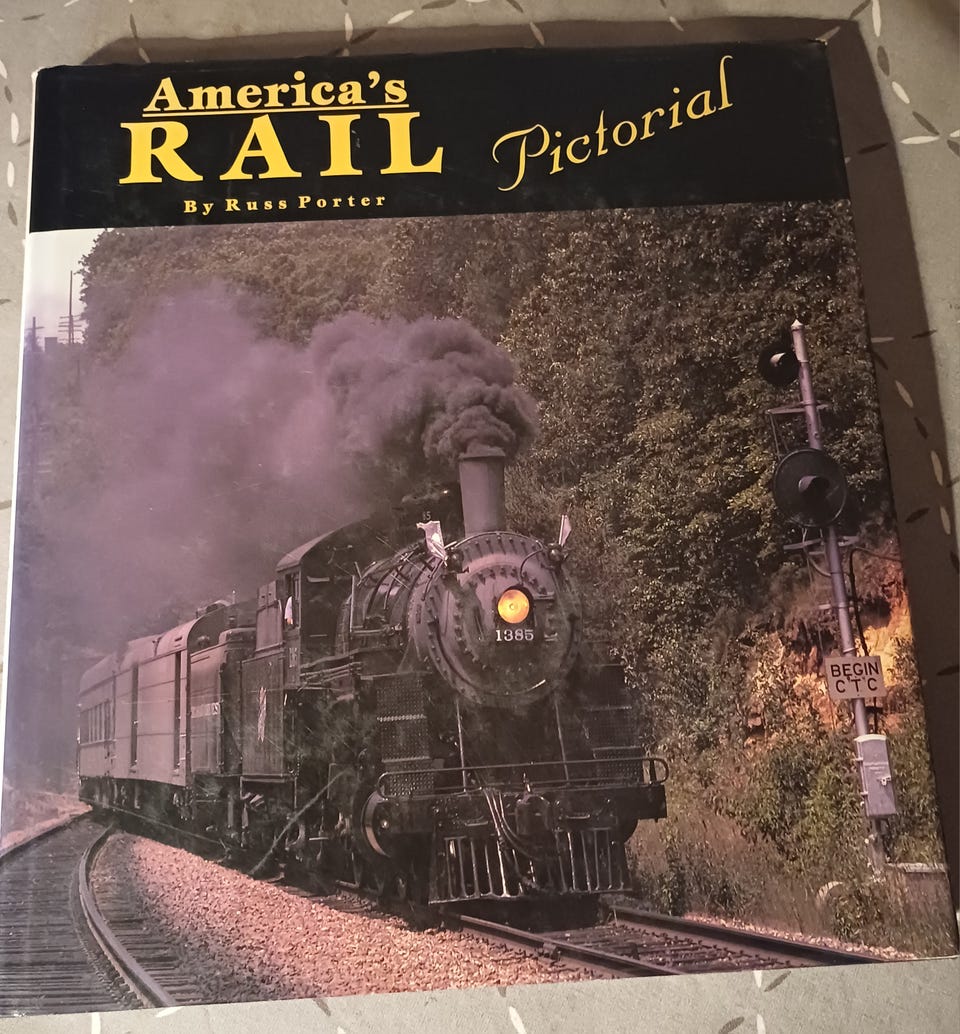 America's
RAIL
Pictorial
By Russ Porter
1385
BEGIN
CTC